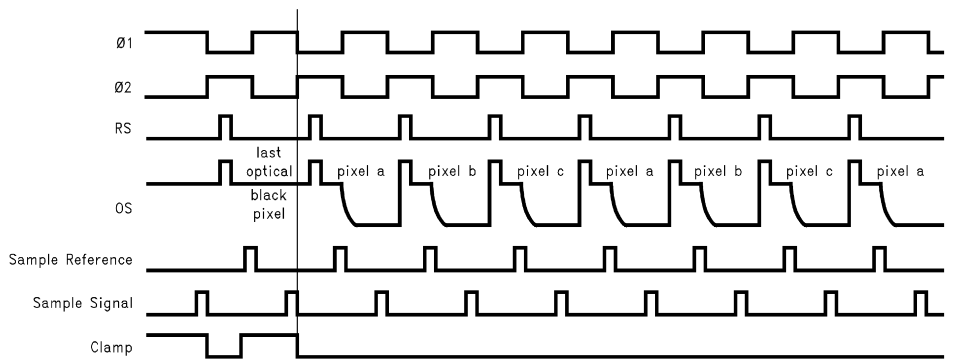 Ø1
Ø2
RS
last
optical
black
pixel
pixel a
pixel b
pixel c
pixel a
pixel b
pixel c
pixel a
OS
Sample Reference
Sample Signal
Clamp